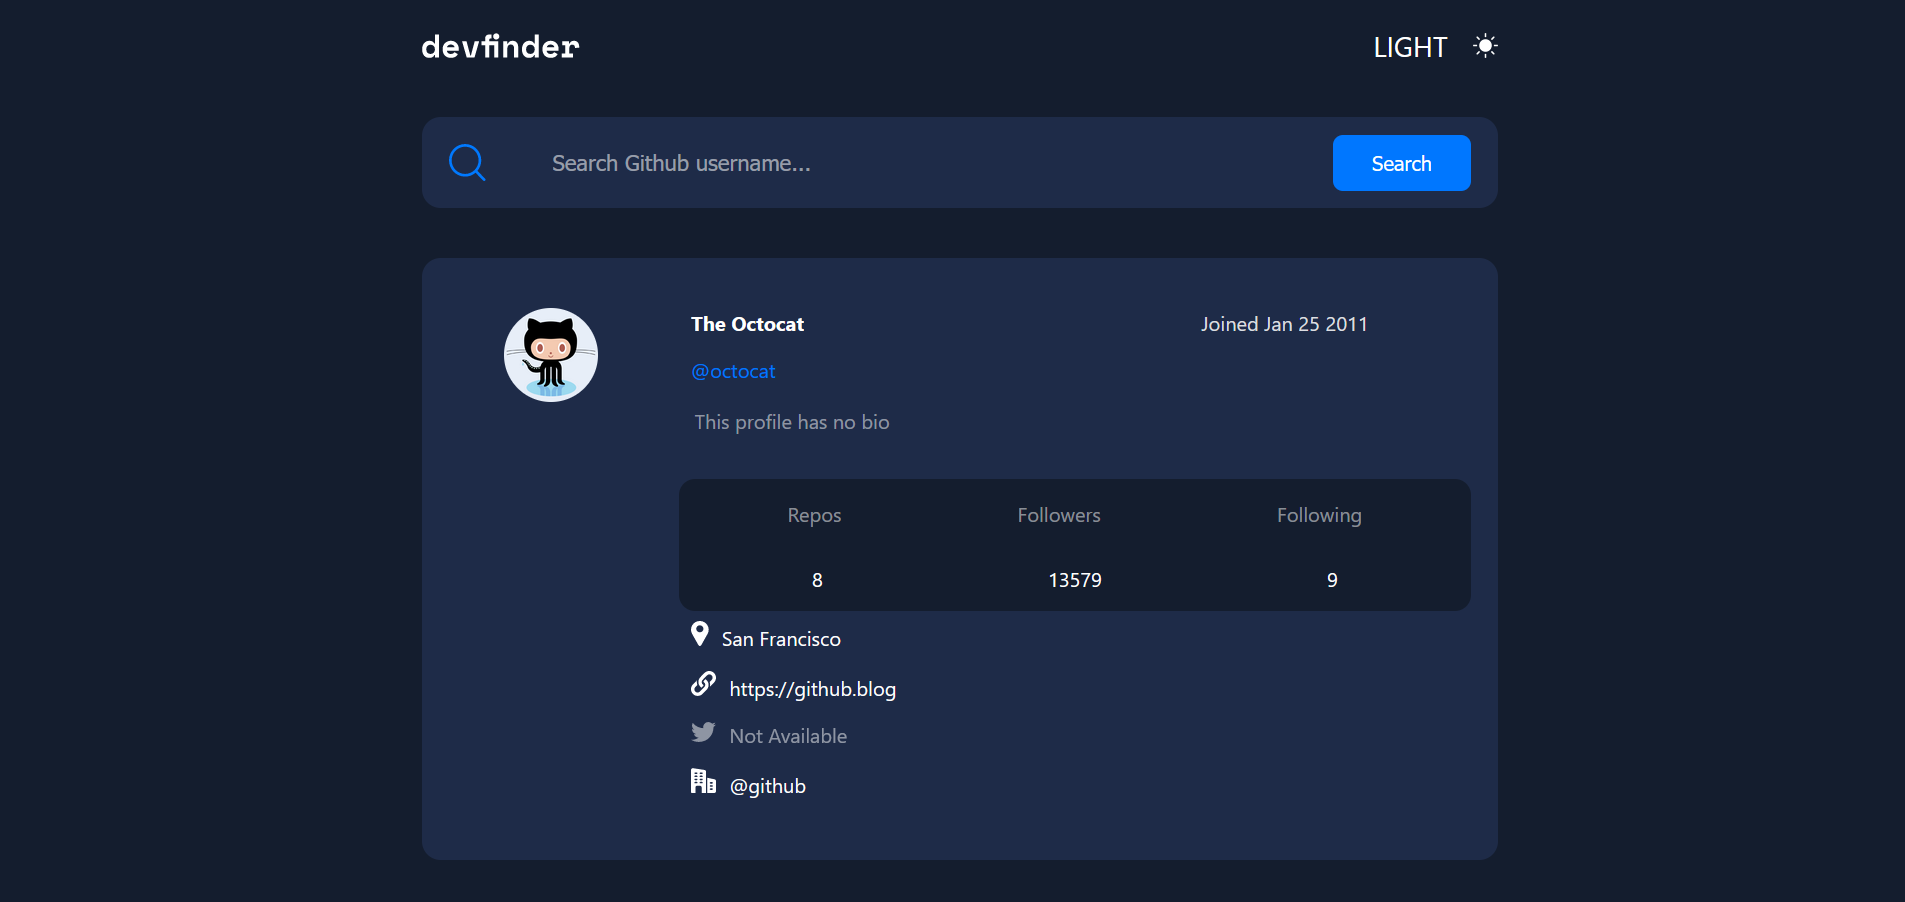 devfinder
LIGHT
Search Github username...
Search
The Octocat
Joined Jan 25 2011
@octocat
This profile has no bio
Repos Followers Following
8 13579 9
San Francisco
https://github.blog
Not Available
@github